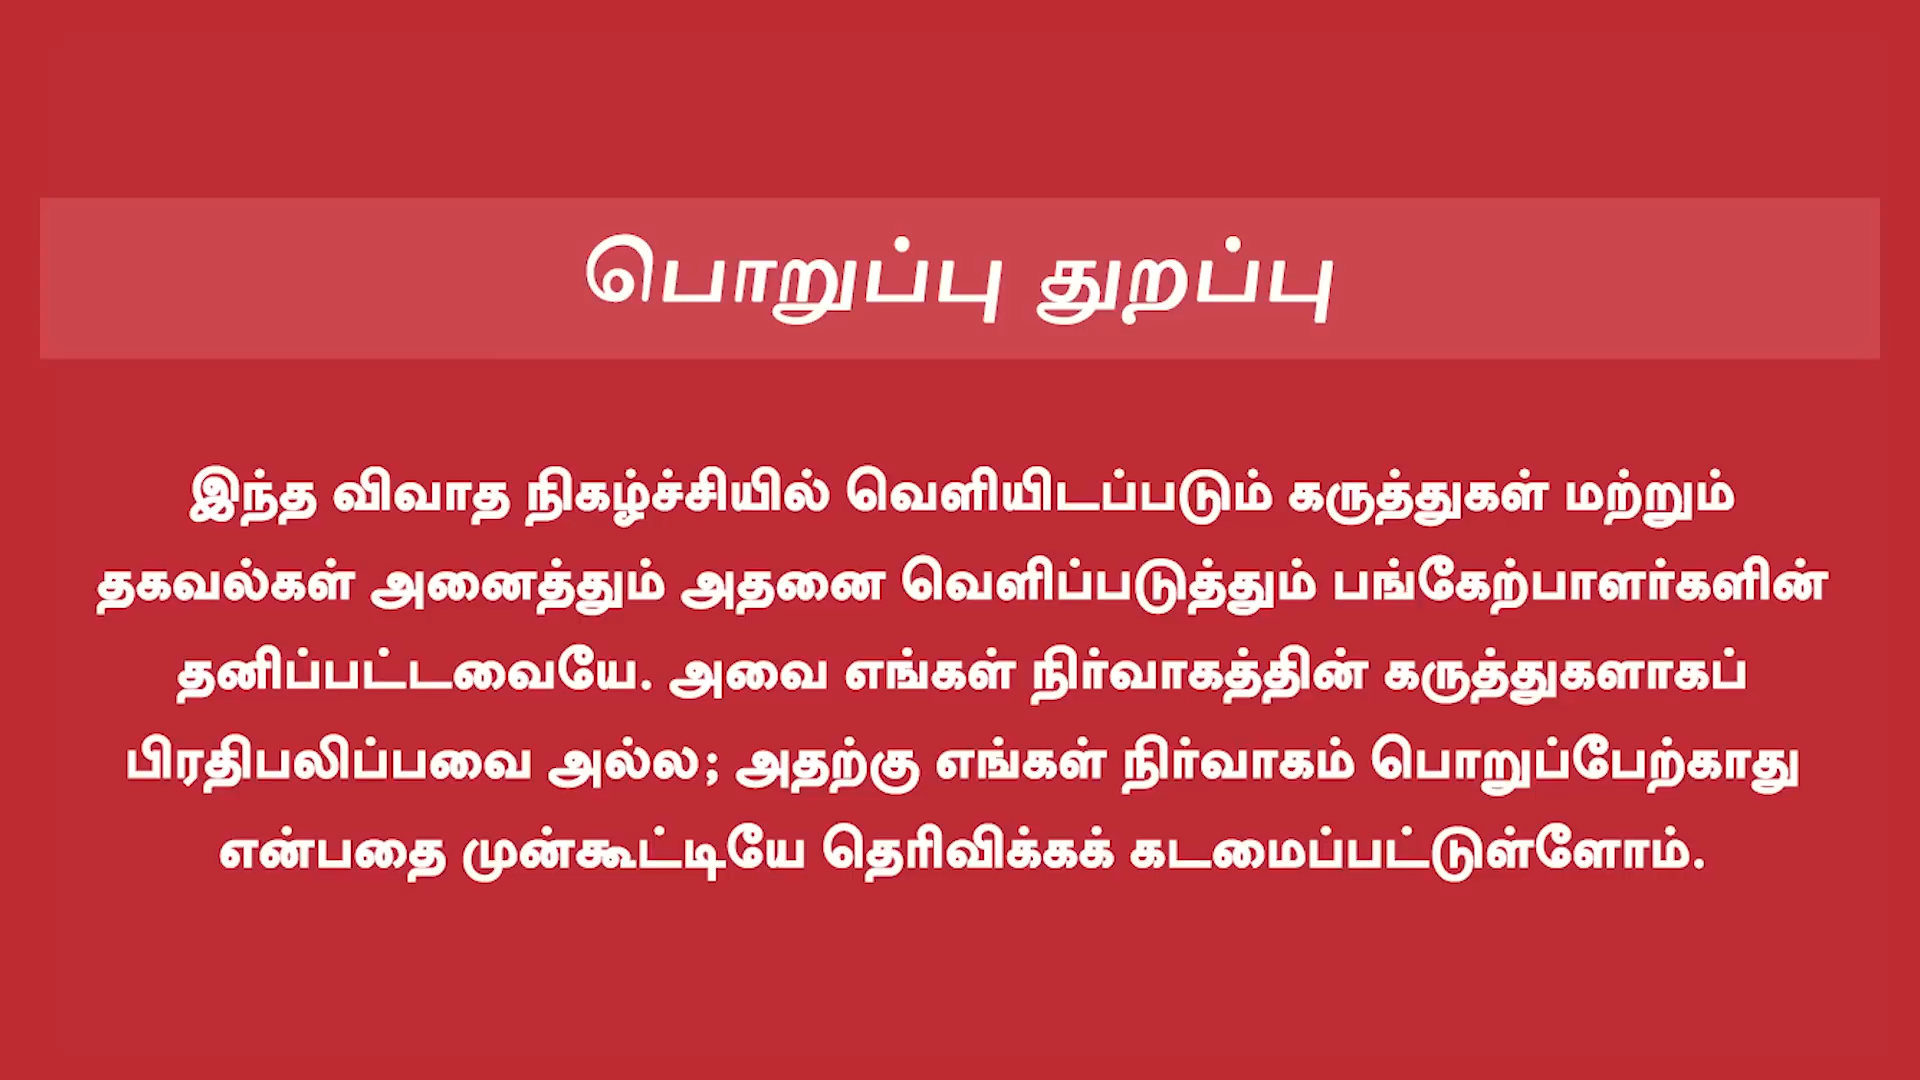 பொறுப்பு துறப்பு
இந்த விவாத நிகழ்ச்சியில் வெளியிடப்படும் கருத்துகள் மற்றும்
தகவல்கள் அனைத்தும் அதனை வெளிப்படுத்தும் பங்கேற்பாளர்களின்
தனிப்பட்டவையே. அவை எங்கள் நிர்வாகத்தின் கருத்துகளாகப்
பிரதிபலிப்பவை அல்ல; அதற்கு எங்கள் நிர்வாகம் பொறுப்பேற்காது
என்பதை முன்கூட்டியே தெரிவிக்கக் கடமைப்பட்டுள்ளோம்.